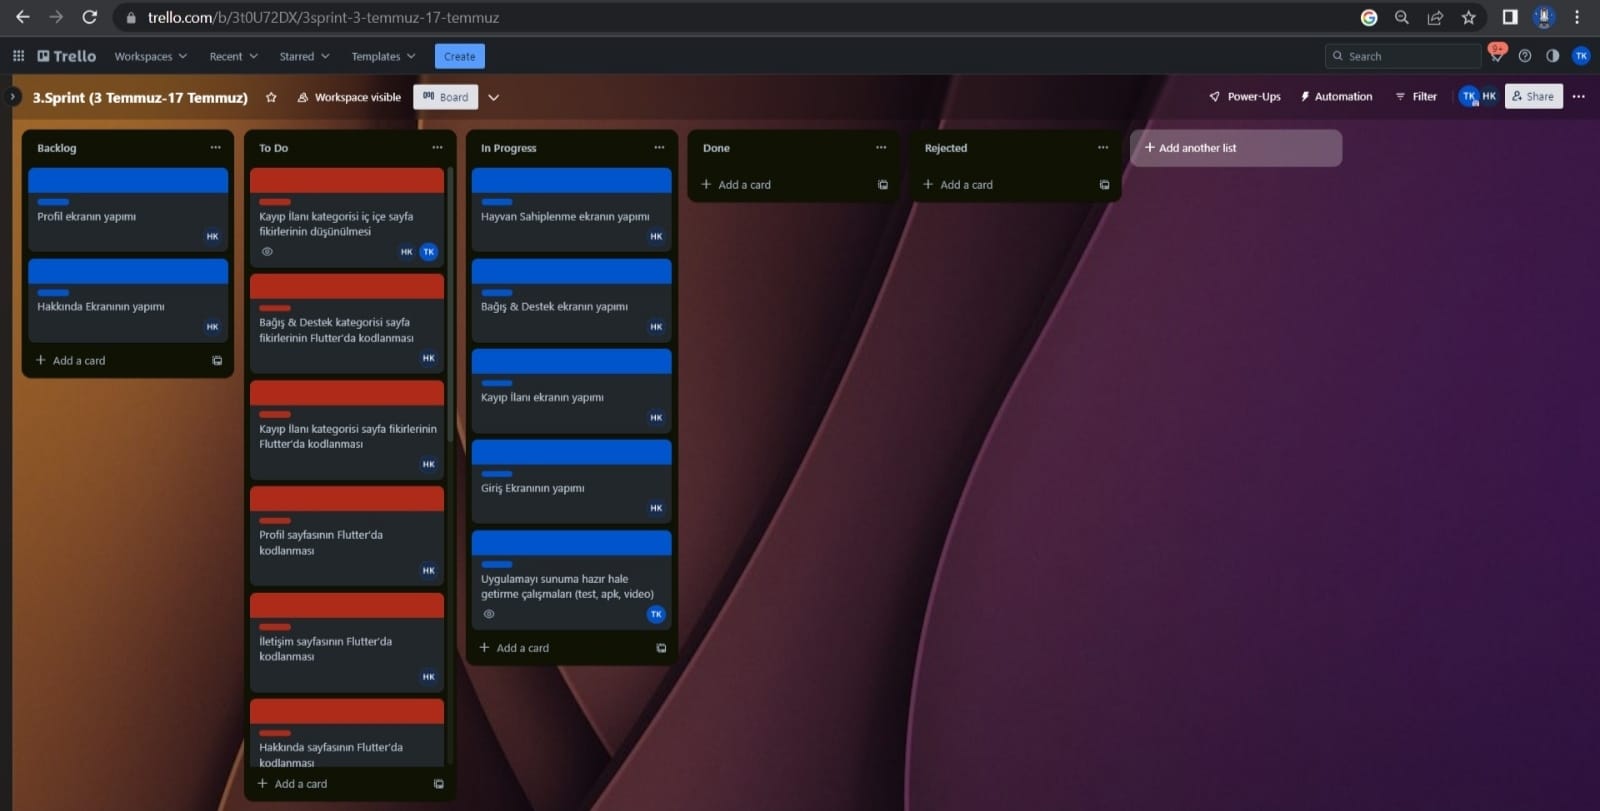 trello.com/b/3t0U72DX/3sprint-3-temmuz-17-temmuz
Trello
Workspaces
Recent
Starred
Templates
Create
Search
9+
TK
3.Sprint (3 Temmuz-17 Temmuz)
Workspace visible
Board
Power-Ups
Automation
Filter
TK
HK
Share
Backlog
Profil ekranın yapımı
HK
Hakkında Ekranının yapımı
HK
+ Add a card
To Do
Kayıp İlanı kategorisi iç içe sayfa
fikirlerinin düşünülmesi
HK TK
Bağış & Destek kategorisi sayfa
fikirlerinin Flutter'da kodlanması
HK
Kayıp İlanı kategorisi sayfa fikirlerinin
Flutter'da kodlanması
HK
Profil sayfasının Flutter'da
kodlanması
HK
İletişim sayfasının Flutter'da
kodlanması
HK
Hakkında sayfasının Flutter'da
kodlanması
+ Add a card
In Progress
Hayvan Sahiplenme ekranın yapımı
HK
Bağış & Destek ekranın yapımı
HK
Kayıp İlanı ekranın yapımı
HK
Giriş Ekranının yapımı
HK
Uygulamayı sunuma hazır hale
getirme çalışmaları (test, apk, video)
TK
+ Add a card
Done
+ Add a card
Rejected
+ Add a card
+ Add another list